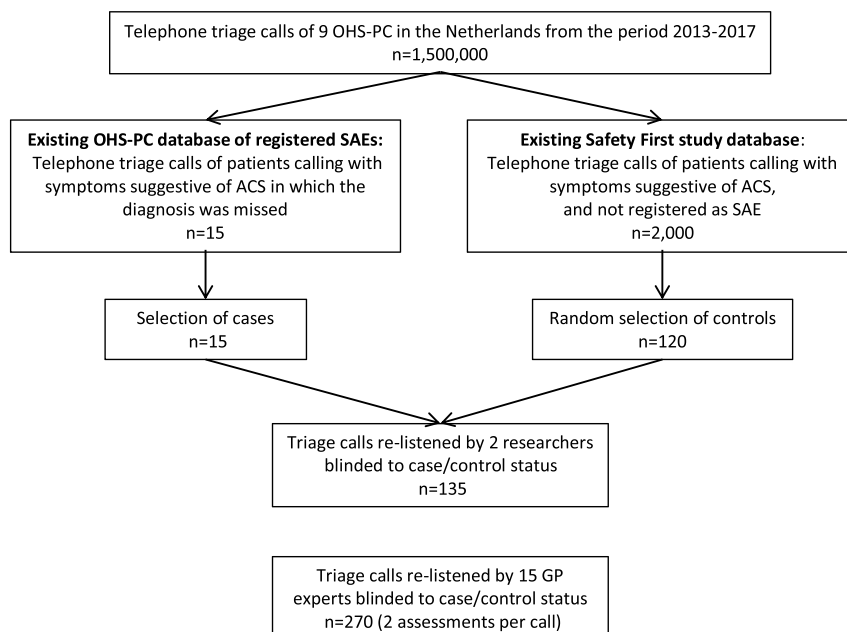 Telephone triage calls of 9 OHS-PC in the Netherlands from the period 2013-2017
n=1,500,000
Existing OHS-PC database of registered SAEs:
Telephone triage calls of patients calling with
symptoms suggestive of ACS in which the
diagnosis was missed
n=15
Existing Safety First study database:
Telephone triage calls of patients calling with
symptoms suggestive of ACS,
and not registered as SAE
n=2,000
Selection of cases
n=15
Random selection of controls
n=120
Triage calls re-listened by 2 researchers
blinded to case/control status
n=135
Triage calls re-listened by 15 GP
experts blinded to case/control status
n=270 (2 assessments per call)